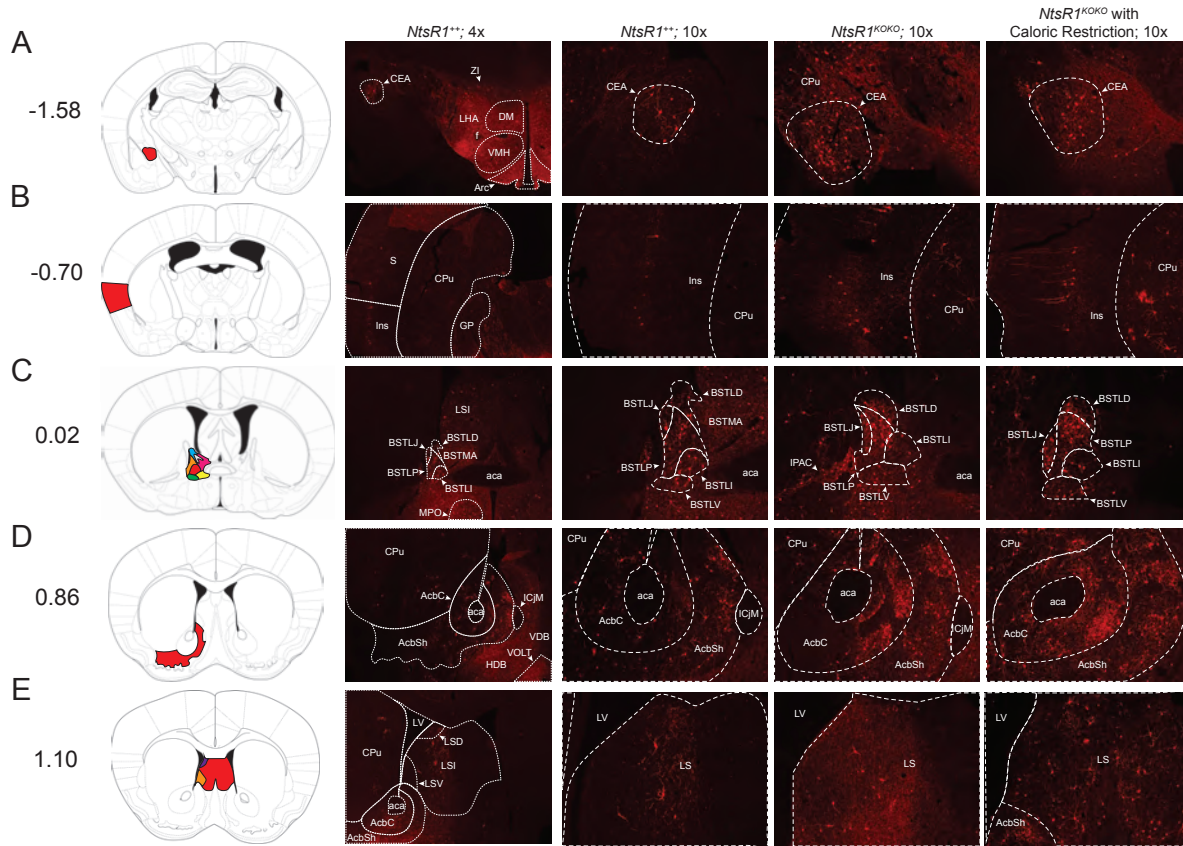 NtsR1++; 4x
NtsR1++; 10x
NtsR1KOKO; 10x
NtsR1KOKO with
Caloric Restriction; 10x
A
-1.58
CEA
ZI
LHA
DM
f
VMH
Arc
CEA
CPu
CEA
CEA
B
-0.70
S
CPu
Ins
GP
Ins
CPu
Ins
CPu
Ins
CPu
C
0.02
LSI
BSTLJ
BSTLD
BSTMA
BSTLP
aca
BSTLI
MPO
BSTLJ
BSTLD
BSTMA
BSTLP
aca
BSTLI
BSTLV
BSTLD
BSTLJ
BSTLI
IPAC
BSTLP
BSTLV
aca
BSTLD
BSTLJ
BSTLP
BSTLI
BSTLV
D
0.86
CPu
AcbC
aca
ICjM
AcbSh
VDB
VOLT
HDB
CPu
aca
ICjM
AcbC
AcbSh
CPu
aca
ICjM
AcbC
AcbSh
CPu
aca
AcbC
AcbSh
E
1.10
LV
CPu
LSD
LSI
LSV
aca
AcbC
AcbSh
LV
LS
LV
LS
LV
LS
AcbSh